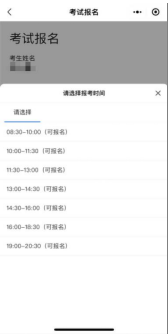 考试报名
考试报名
考生姓名
请选择报考时间
请选择
08:30-10:00（可报名）
10:00-11:30（可报名）
11:30-13:00（可报名）
13:00-14:30（可报名）
14:30-16:00（可报名）
16:00-18:30（可报名）
19:00-20:30（可报名）